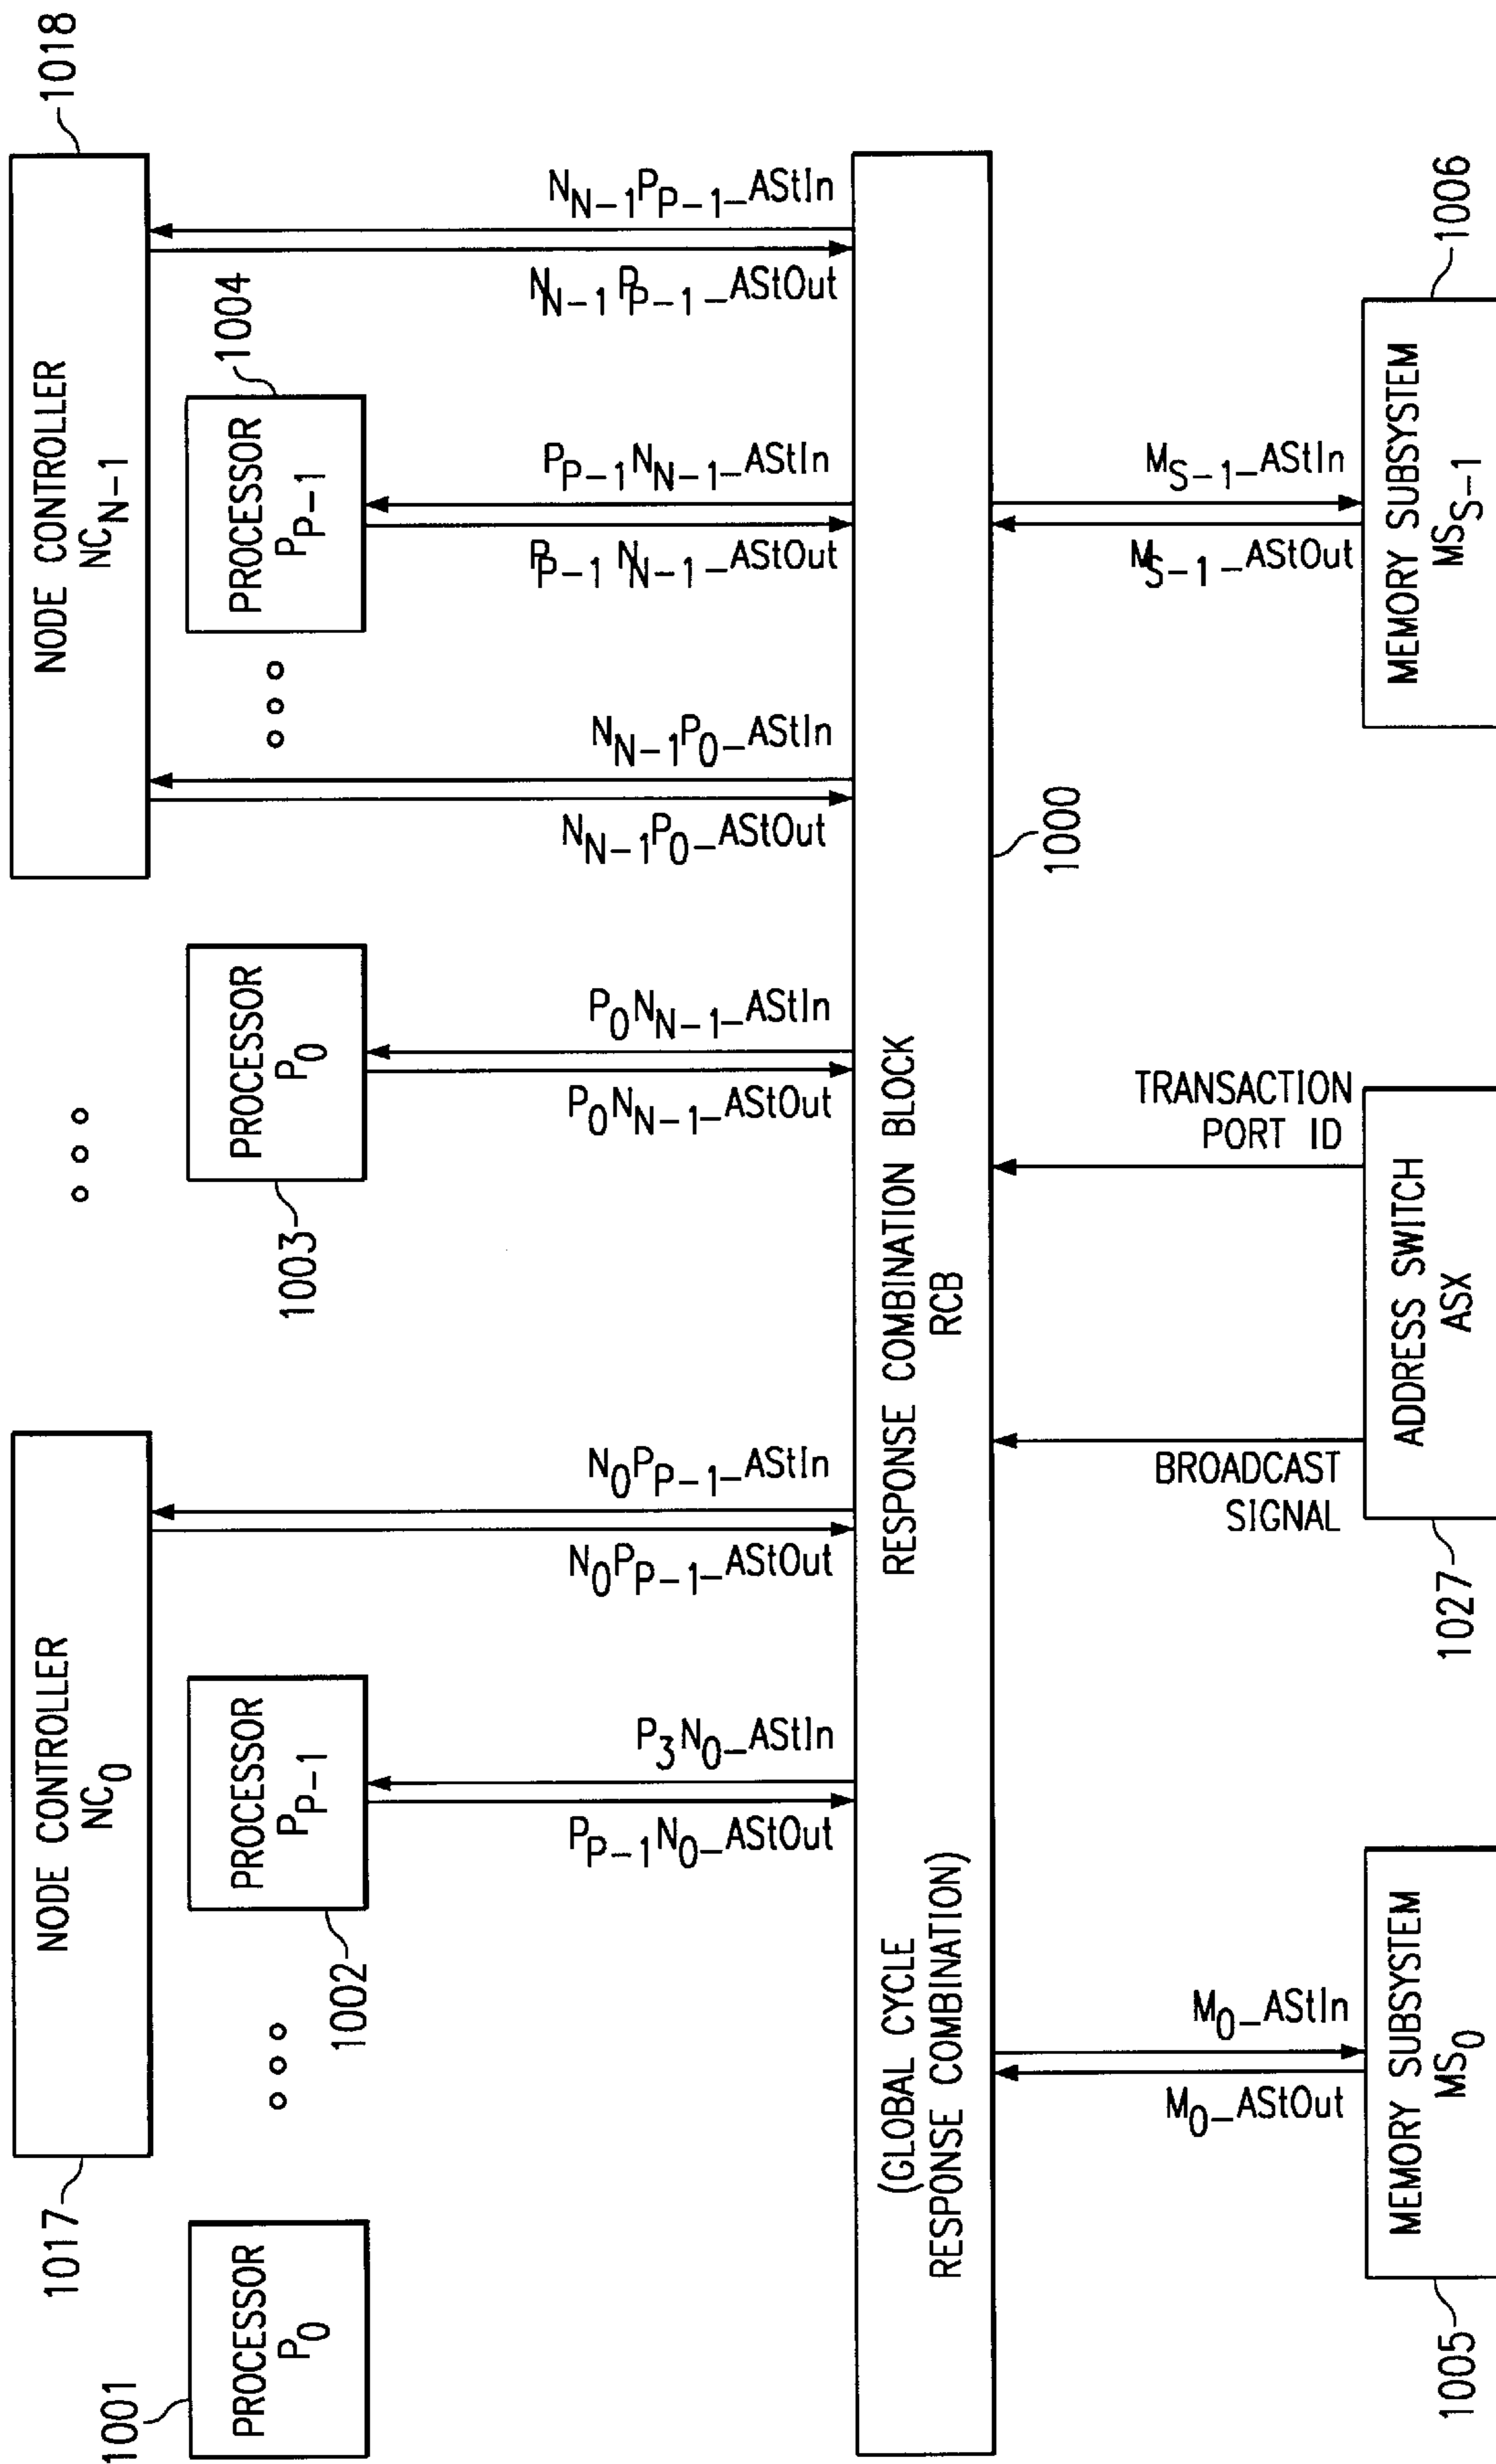 1001
PROCESSOR
P0
1017
NODE CONTROLLER
NC0
PROCESSOR
PP-1
1002
PP-1N0_AStOut
P3N0_AStIn
N0PP-1_AStOut
N0PP-1_AStIn
1003
PROCESSOR
P0
P0NN-1_AStOut
P0NN-1_AStIn
NODE CONTROLLER
NCN-1
1018
NN-1P0_AStOut
NN-1P0_AStIn
PROCESSOR
PP-1
1004
PP-1NN-1_AStOut
PP-1NN-1_AStIn
NN-1PP-1_AStOut
NN-1PP-1_AStIn
(GLOBAL CYCLE
RESPONSE COMBINATION)
RESPONSE COMBINATION BLOCK
RCB
1000
M0_AStOut
M0_AStIn
BROADCAST
SIGNAL
TRANSACTION
PORT ID
MS-1_AStOut
MS-1_AStIn
1005
MEMORY SUBSYSTEM
MS0
1027
ADDRESS SWITCH
ASX
MEMORY SUBSYSTEM
MSS-1
1006